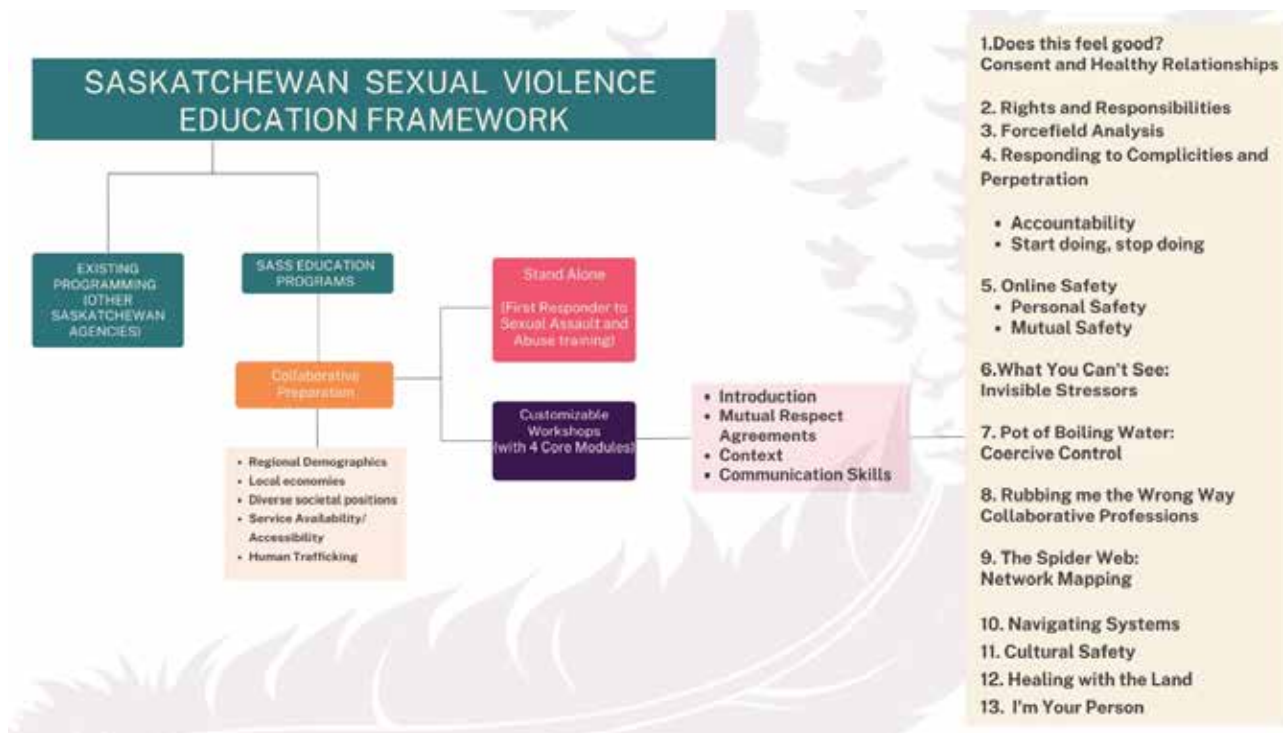 SASKATCHEWAN SEXUAL VIOLENCE
EDUCATION FRAMEWORK
EXISTING
PROGRAMMING
(OTHER
SASKATCHEWAN
AGENCIES)
SASS EDUCATION
PROGRAMS
Collaborative
Preparation
• Regional Demographics
• Local economies
• Diverse societal positions
• Service Availability/
Accessibility
• Human Trafficking
Stand Alone
(First Responder to
Sexual Assault and
Abuse training)
Customizable
Workshops
(with 4 Core Modules)
• Introduction
• Mutual Respect
Agreements
• Context
• Communication Skills
1.Does this feel good?
Consent and Healthy Relationships
2. Rights and Responsibilities
3. Forcefield Analysis
4. Responding to Complicities and
Perpetration
• Accountability
• Start doing, stop doing
5. Online Safety
• Personal Safety
• Mutual Safety
6.What You Can't See:
Invisible Stressors
7. Pot of Boiling Water:
Coercive Control
8. Rubbing me the Wrong Way
Collaborative Professions
9. The Spider Web:
Network Mapping
10. Navigating Systems
11. Cultural Safety
12. Healing with the Land
13. I'm Your Person